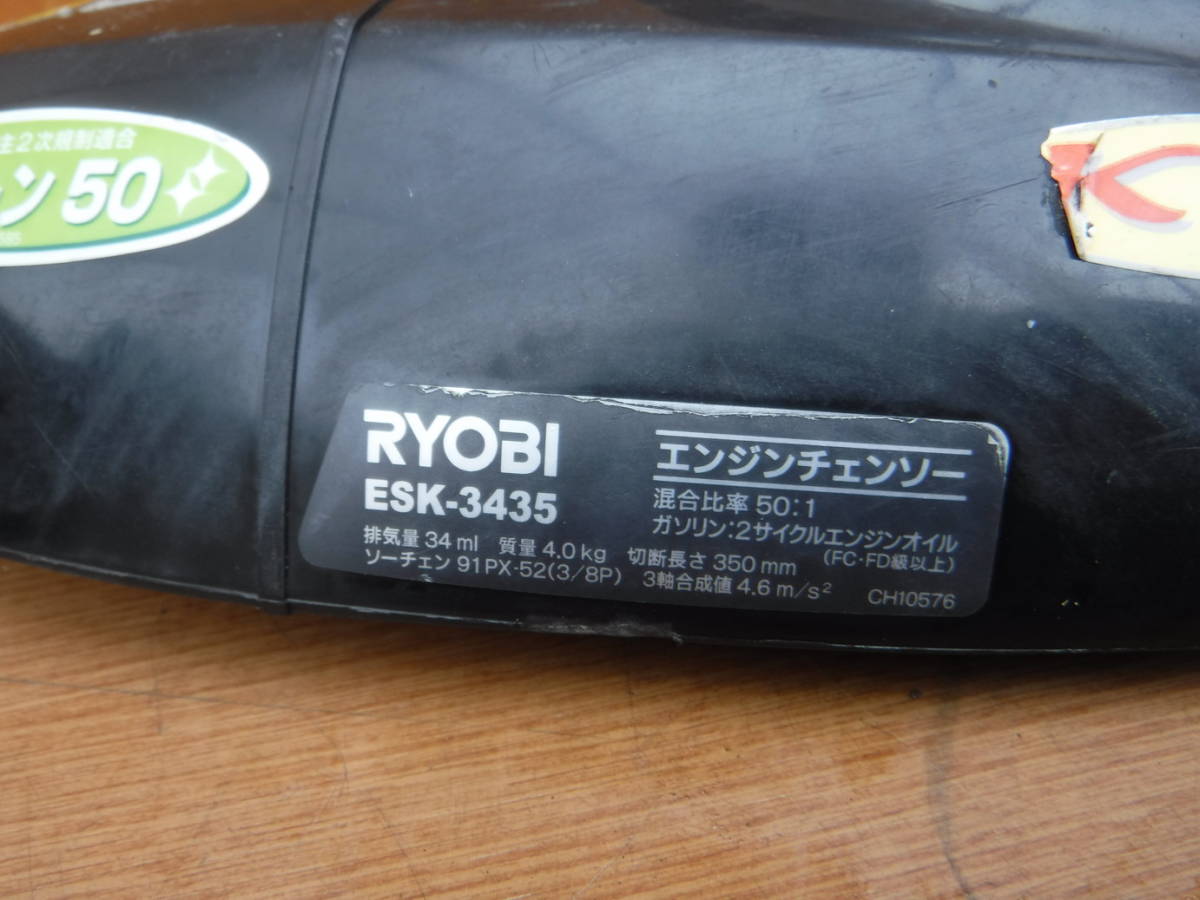 主2次規制適合
ン 50
RYOBI
ESK-3435
エンジンチェンソー
混合比率 50:1
ガソリン:2サイクルエンジンオイル
(FC・FD級以上)
排気量 34 ml 質量 4.0 kg 切断長さ 350 mm
ソーチェン 91PX-52(3/8P) 3軸合成値 4.6 m/s²
CH10576